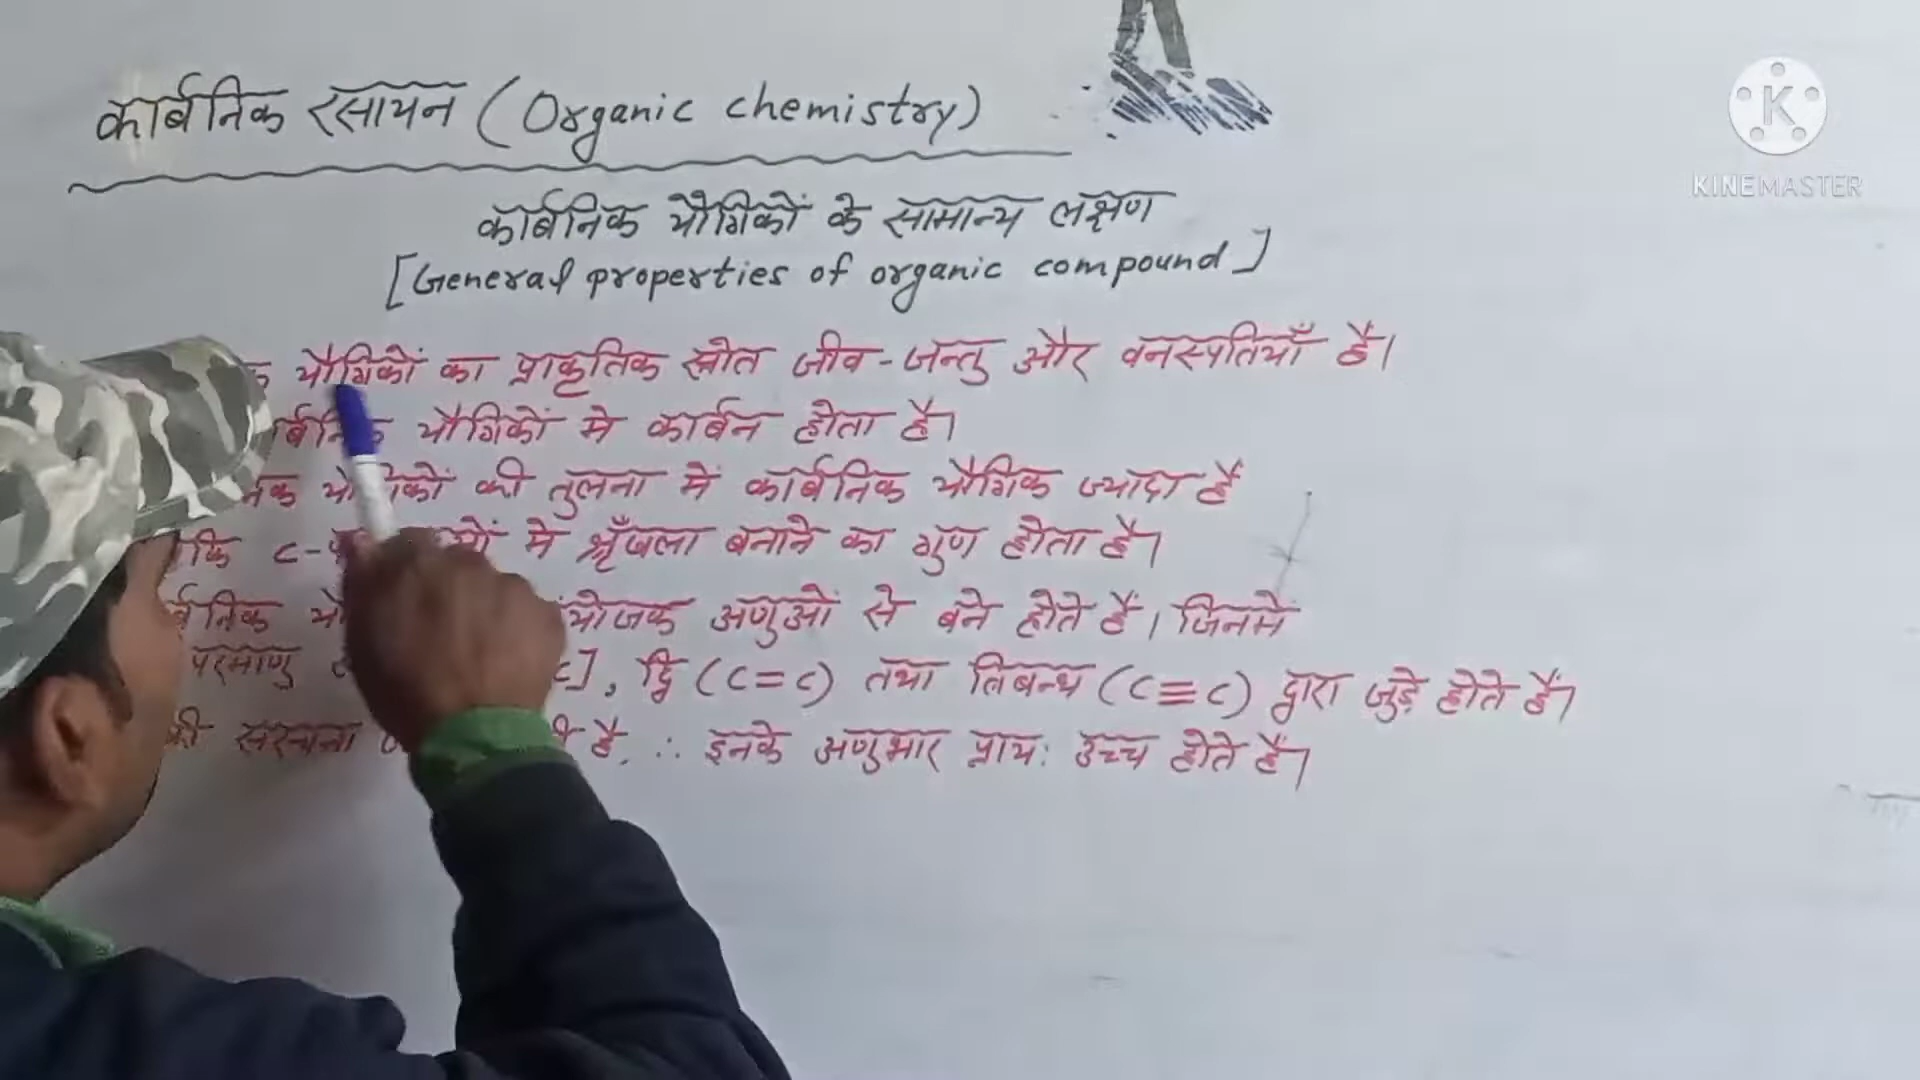 कार्बनिक रसायन (Organic chemistry)
K
KINEMASTER
कार्बनिक यौगिकों के सामान्य लक्षण
[General properties of organic compound]
यौगिकों का प्राकृतिक स्रोत जीव-जन्तु और वनस्पतियाँ है।
यौगिकों मे कार्बन होता है।
की तुलना में कार्बनिक यौगिक ज्यादा हैं
मे श्रृंखला बनाने का गुण होता है।
अणुओं से बने होते हैं। जिनमें
परमाणु द्वि (C=C) तथा त्रिबन्ध (C≡C) द्वारा जुड़े होते हैं।
की संरचना है, ∴ इनके अणुभार प्रायः उच्च होते हैं।